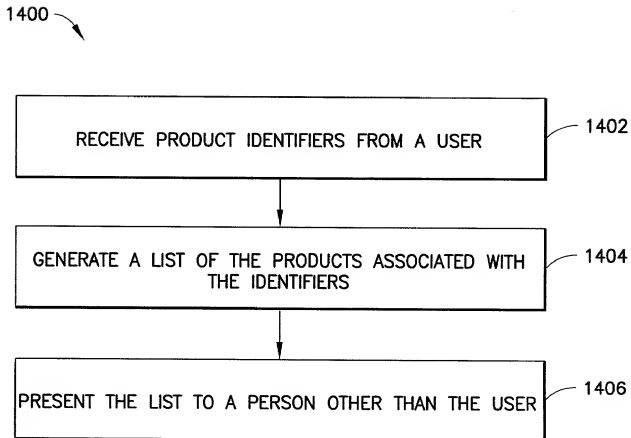 1400
RECEIVE PRODUCT IDENTIFIERS FROM A USER
1402
GENERATE A LIST OF THE PRODUCTS ASSOCIATED WITH
THE IDENTIFIERS
1404
PRESENT THE LIST TO A PERSON OTHER THAN THE USER
1406